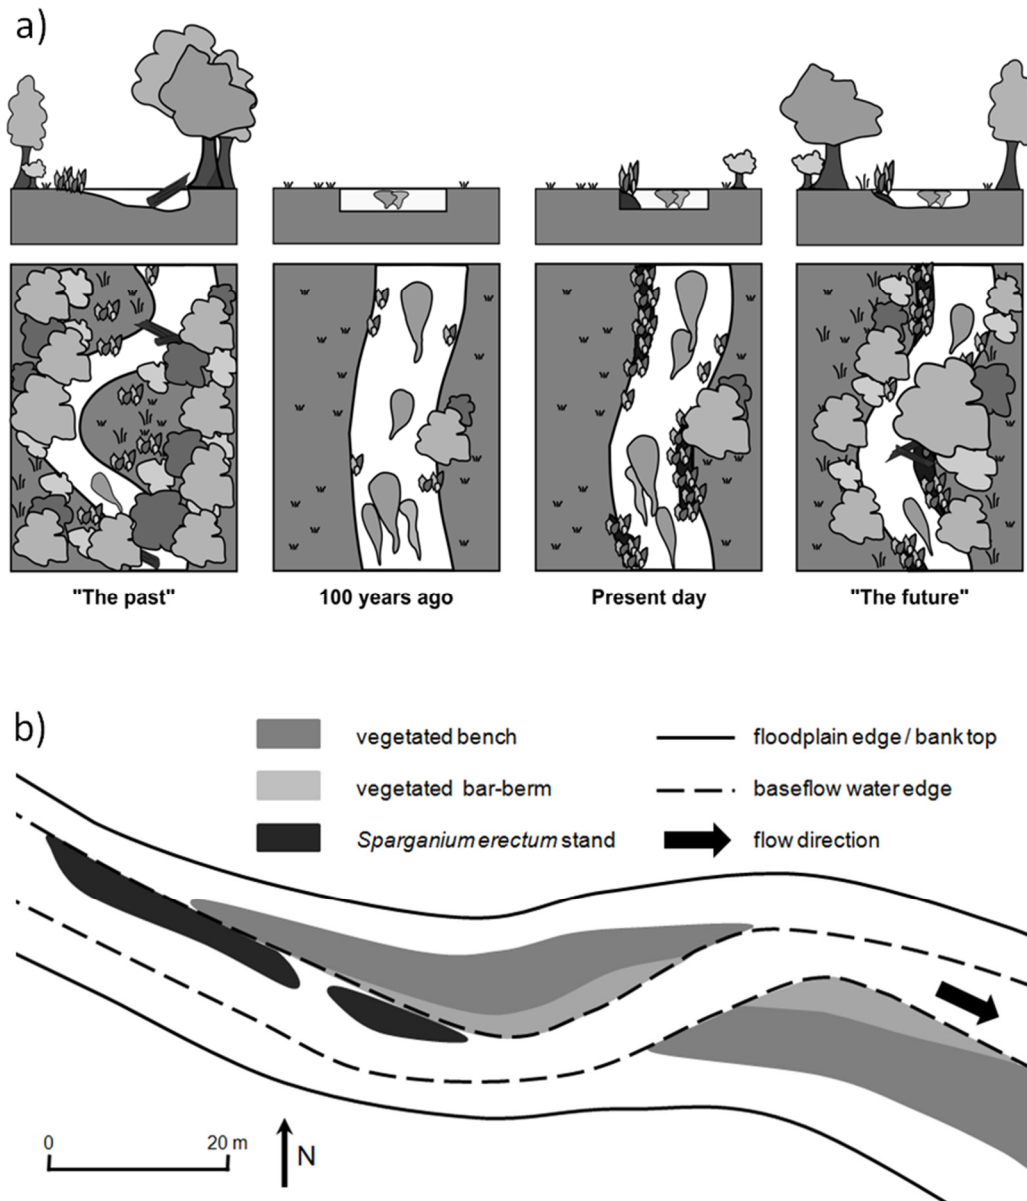 a)
"The past"
100 years ago
Present day
"The future"
b)
vegetated bench
floodplain edge / bank top
vegetated bar-berm
baseflow water edge
Sparganium erectum stand
flow direction
0
20 m
N